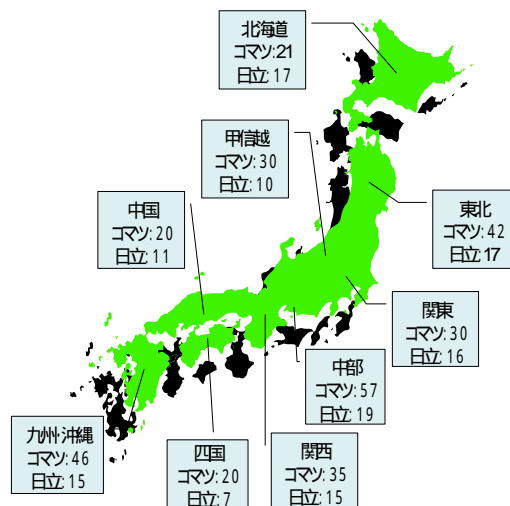 北海道
コマツ:21
日立:17
甲信越
コマツ:30
日立:10
中国
コマツ:20
日立:11
東北
コマツ:42
日立:17
関東
コマツ:30
日立:16
中部
コマツ:57
日立:19
九州・沖縄
コマツ:46
日立:15
四国
コマツ:20
日立:7
関西
コマツ:35
日立:15